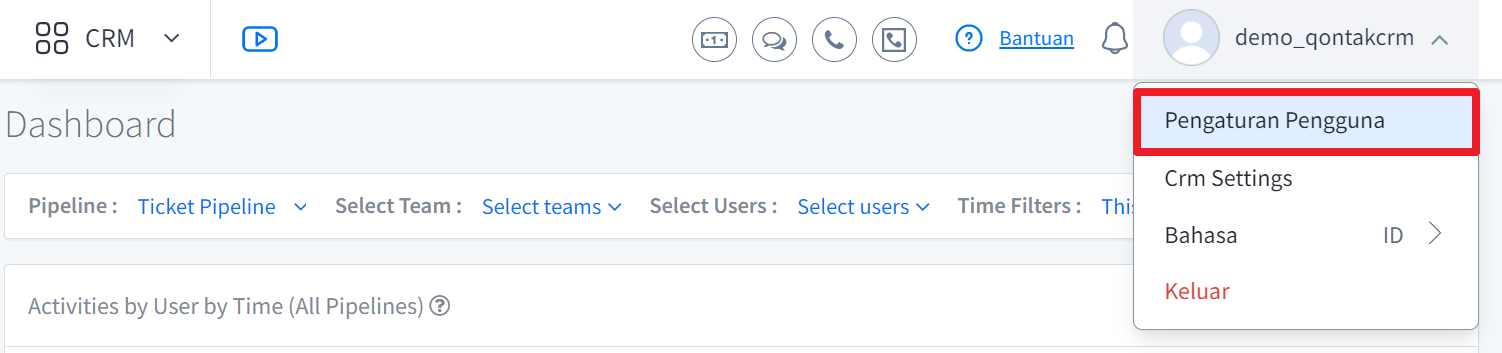 CRM
Bantuan
demo_qontakcrm
Dashboard
Pengaturan Pengguna
Crm Settings
Bahasa ID
Keluar
Pipeline : Ticket Pipeline Select Team : Select teams Select Users : Select users Time Filters :
Activities by User by Time (All Pipelines)